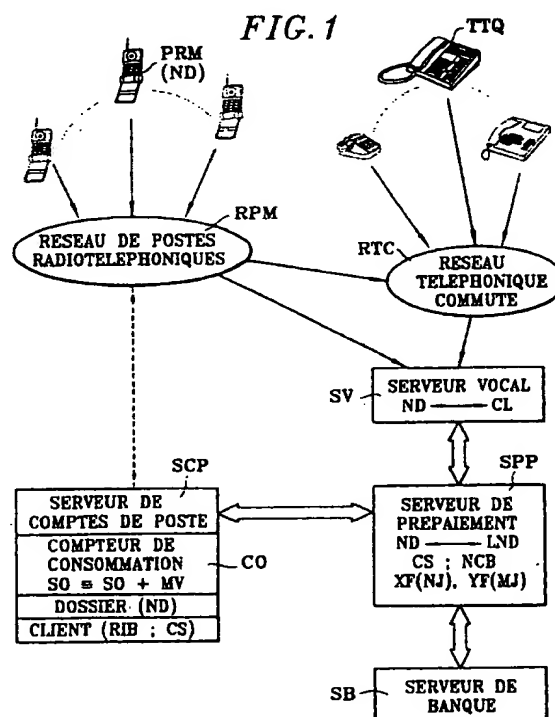 FIG.1
PRM
(ND)
TTQ
RPM
RESEAU DE POSTES
RADIOTELEPHONIQUES
RTC
RESEAU
TELEPHONIQUE
COMMUTE
SV
SERVEUR VOCAL
ND CL
SCP
SERVEUR DE
COMPTES DE POSTE
COMPTEUR DE
CONSOMMATION
SO = SO + MV
CO
DOSSIER (ND)
CLIENT (RIB ; CS)
SPP
SERVEUR DE
PREPAIEMENT
ND LND
CS ; NCB
XF(NJ), YF(MJ)
SB
SERVEUR DE
BANQUE